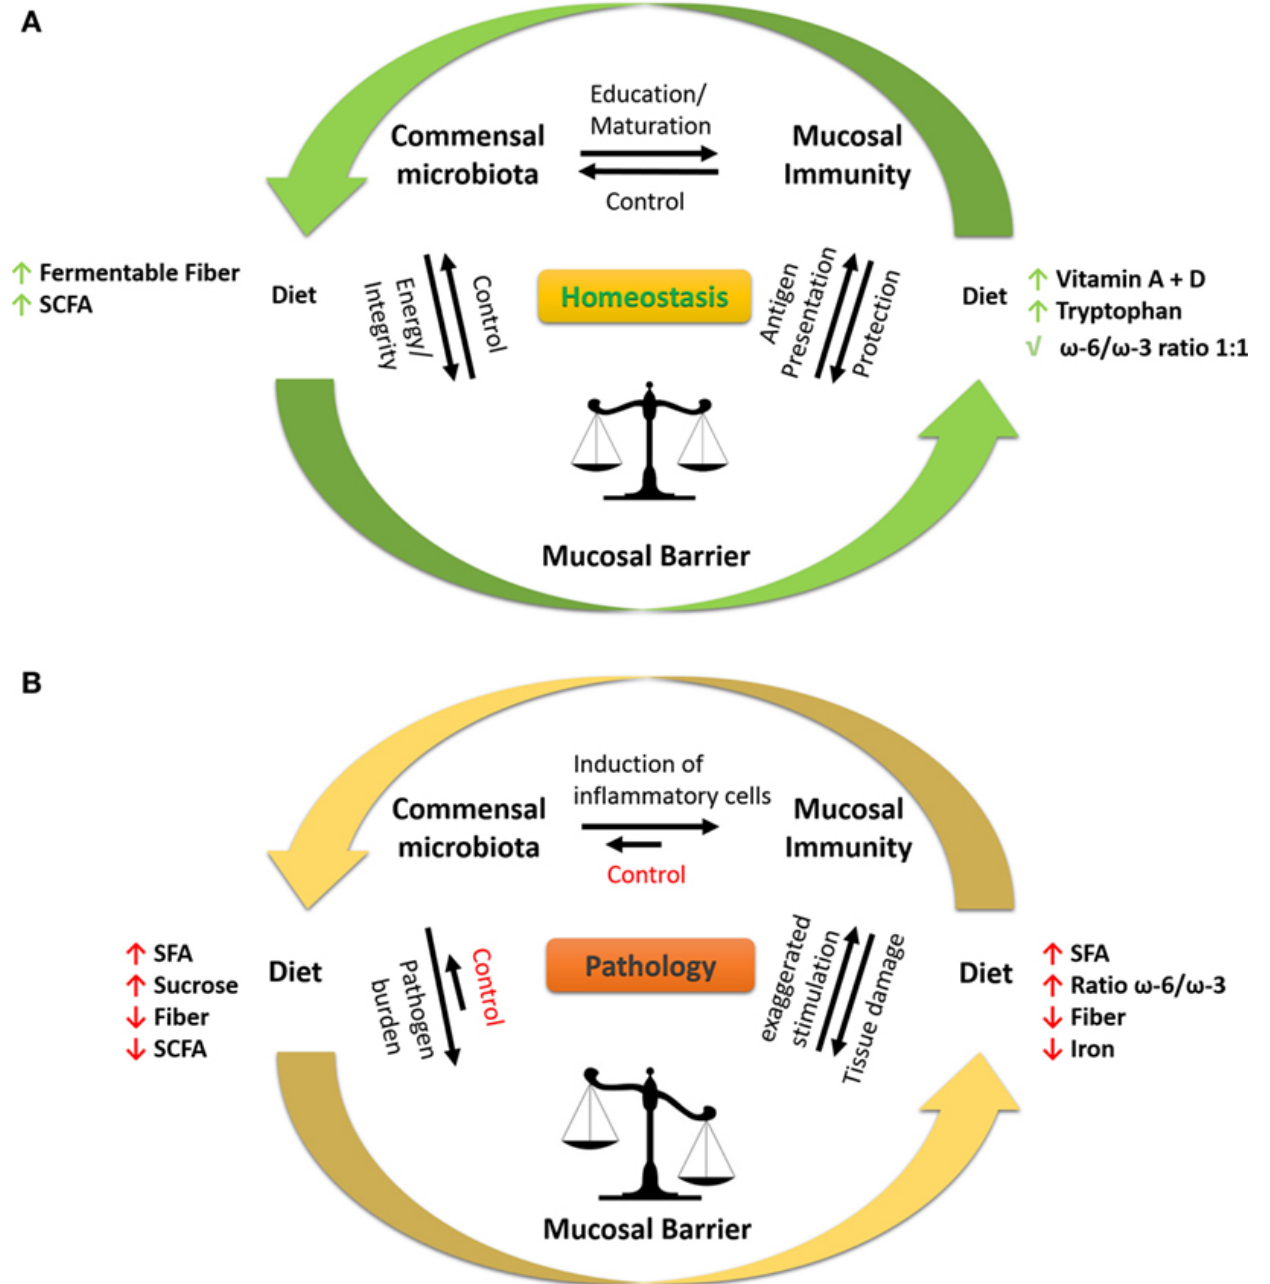 A
Education/
Maturation
Commensal
microbiota
Mucosal
Immunity
Control
↑ Fermentable Fiber
↑ SCFA
Diet
Energy/
Integrity
Control
Homeostasis
Antigen
Presentation
Protection
Diet
↑ Vitamin A + D
↑ Tryptophan
√ ω-6/ω-3 ratio 1:1
Mucosal Barrier
B
Induction of
inflammatory cells
Commensal
microbiota
Mucosal
Immunity
Control
↑ SFA
↑ Sucrose
↓ Fiber
↓ SCFA
Diet
Pathogen
burden
Control
Pathology
exaggerated
stimulation
Tissue damage
Diet
↑ SFA
↑ Ratio ω-6/ω-3
↓ Fiber
↓ Iron
Mucosal Barrier